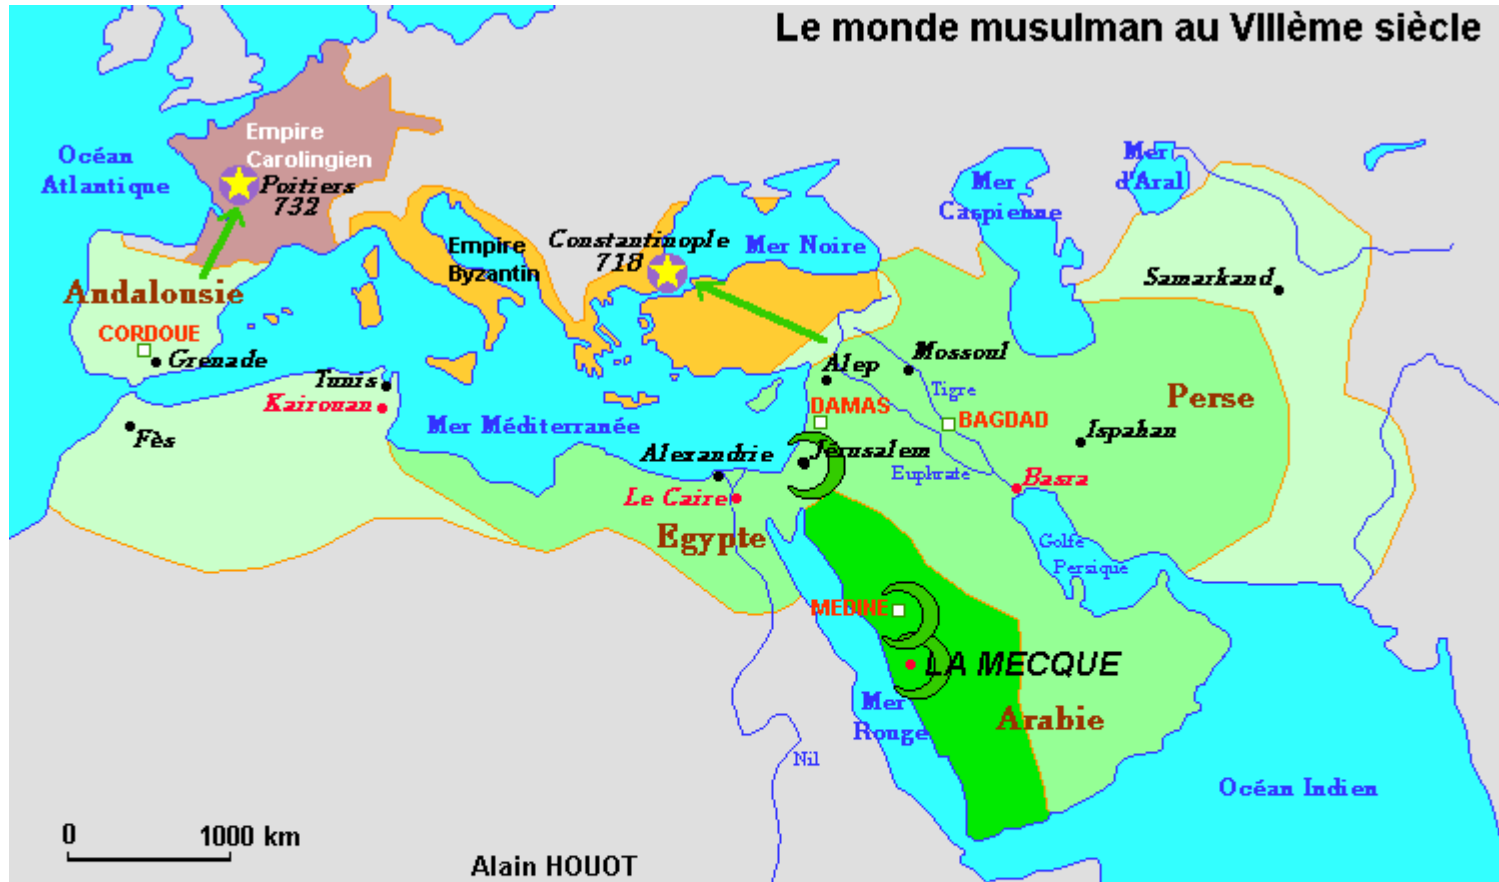 Le monde musulman au VIIIème siècle
Empire
Carolingien
Océan
Atlantique
Poitiers
732
Mer
d'Aral
Mer
Caspienne
Constantinople
718
Mer Noire
Empire
Byzantin
Samarkand
Andalousie
CORDOUE
Grenade
Tunis
Kairouan
Fès
Mer Méditerranée
Alep
Mossoul
Tigre
DAMAS
BAGDAD
Perse
Ispahan
Alexandrie
Jérusalem
Euphrate
Basra
Le Caire
Egypte
Golfe
Persique
MEDINE
LA MECQUE
Mer
Rouge
Arabie
Nil
Océan Indien
0 1000 km
Alain HOUOT